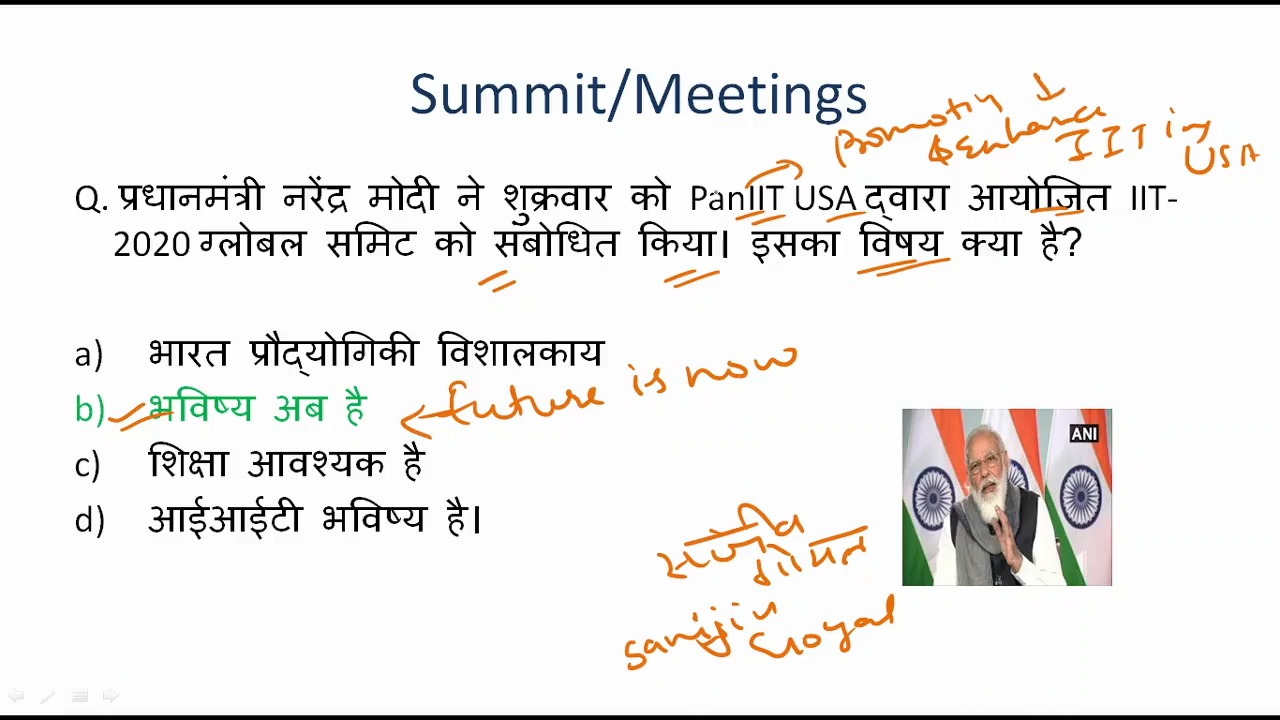 Summit/Meetings
Promoting &
& Enhance
IIT in
USA
Q. प्रधानमंत्री नरेंद्र मोदी ने शुक्रवार को PanIIT USA द्वारा आयोजित IIT-
2020 ग्लोबल समिट को संबोधित किया। इसका विषय क्या है?
a) भारत प्रौद्योगिकी विशालकाय
b) भविष्य अब है
future is now
c) शिक्षा आवश्यक है
d) आईआईटी भविष्य है।
ANI
गोयल
Goyal